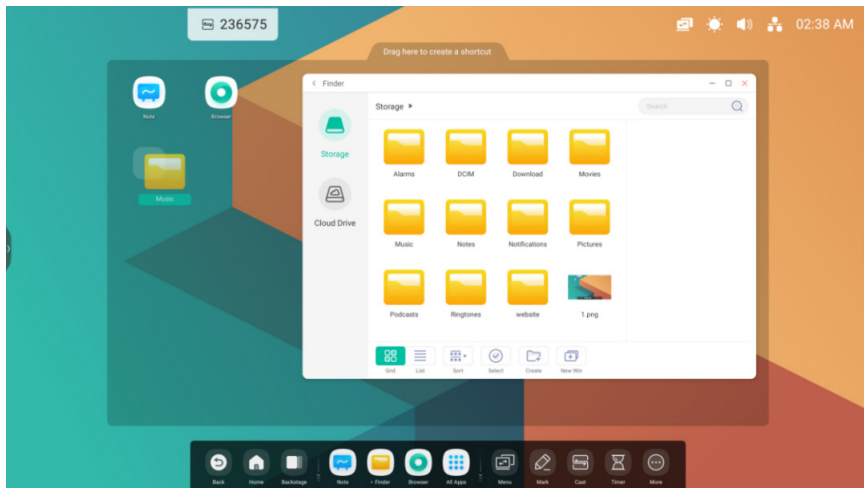 236575
02:38 AM
Drag here to create a shortcut
Note
Browser
Music
Finder
Storage
Cloud Drive
Storage
Search
Alarms
DCIM
Download
Movies
Music
Notes
Notifications
Pictures
Podcasts
Ringtones
website
1.png
Grid
List
Sort
Select
Create
New Win
Back
Home
Backstage
Note
• Finder
Browser
All Apps
Menu
Mark
Cast
Timer
More